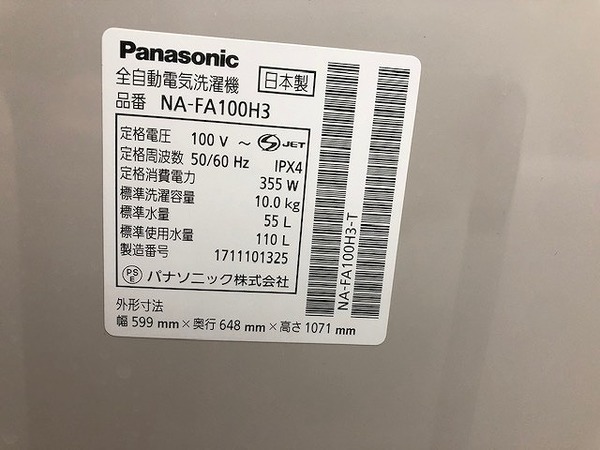 Panasonic
全自動電気洗濯機 日本製
品番 NA-FA100H3
定格電圧 100 V ～ S JET
定格周波数 50/60 Hz IPX4
定格消費電力 355 W
標準洗濯容量 10.0 kg
標準水量 55 L
標準使用水量 110 L
製造番号 1711101325
PSE パナソニック株式会社
外形寸法
幅 599 mm×奥行 648 mm×高さ 1071 mm
NA-FA100H3-T